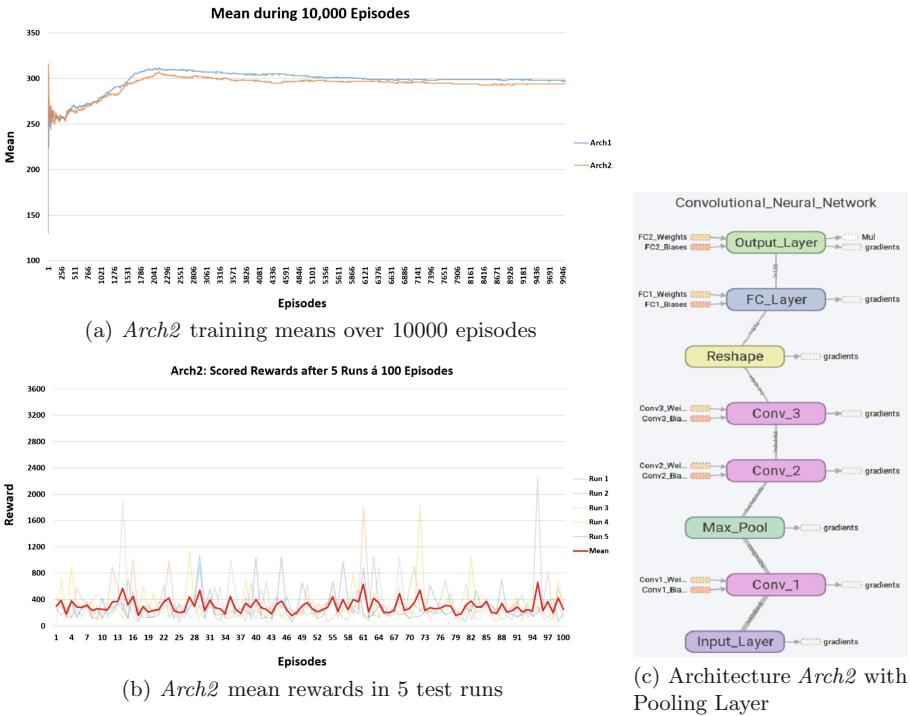 Mean during 10,000 Episodes
350
300
250
200
150
100
Mean
1 256 511 766 1021 1276 1531 1786 2041 2296 2551 2806 3061 3316 3571 3826 4081 4336 4591 4846 5101 5356 5611 5866 6121 6376 6631 6886 7141 7396 7651 7906 8161 8416 8671 8926 9181 9436 9691 9946
Episodes
Arch1
Arch2
(a) Arch2 training means over 10000 episodes
Arch2: Scored Rewards after 5 Runs á 100 Episodes
3600
3200
2800
2400
2000
1600
1200
800
400
0
Reward
1 4 7 10 13 16 19 22 25 28 31 34 37 40 43 46 49 52 55 58 61 64 67 70 73 76 79 82 85 88 91 94 97 100
Episodes
Run 1
Run 2
Run 3
Run 4
Run 5
Mean
(b) Arch2 mean rewards in 5 test runs
Convolutional_Neural_Network
FC2_Weights
FC2_Biases
Output_Layer
Mul
gradients
FC1_Weights
FC1_Biases
FC_Layer
gradients
Reshape
gradients
Conv3_Wei...
Conv3_Bia...
Conv_3
gradients
Conv2_Wei...
Conv2_Bia...
Conv_2
gradients
Max_Pool
gradients
Conv1_Wei...
Conv1_Bia...
Conv_1
gradients
Input_Layer
gradients
(c) Architecture Arch2 with
Pooling Layer